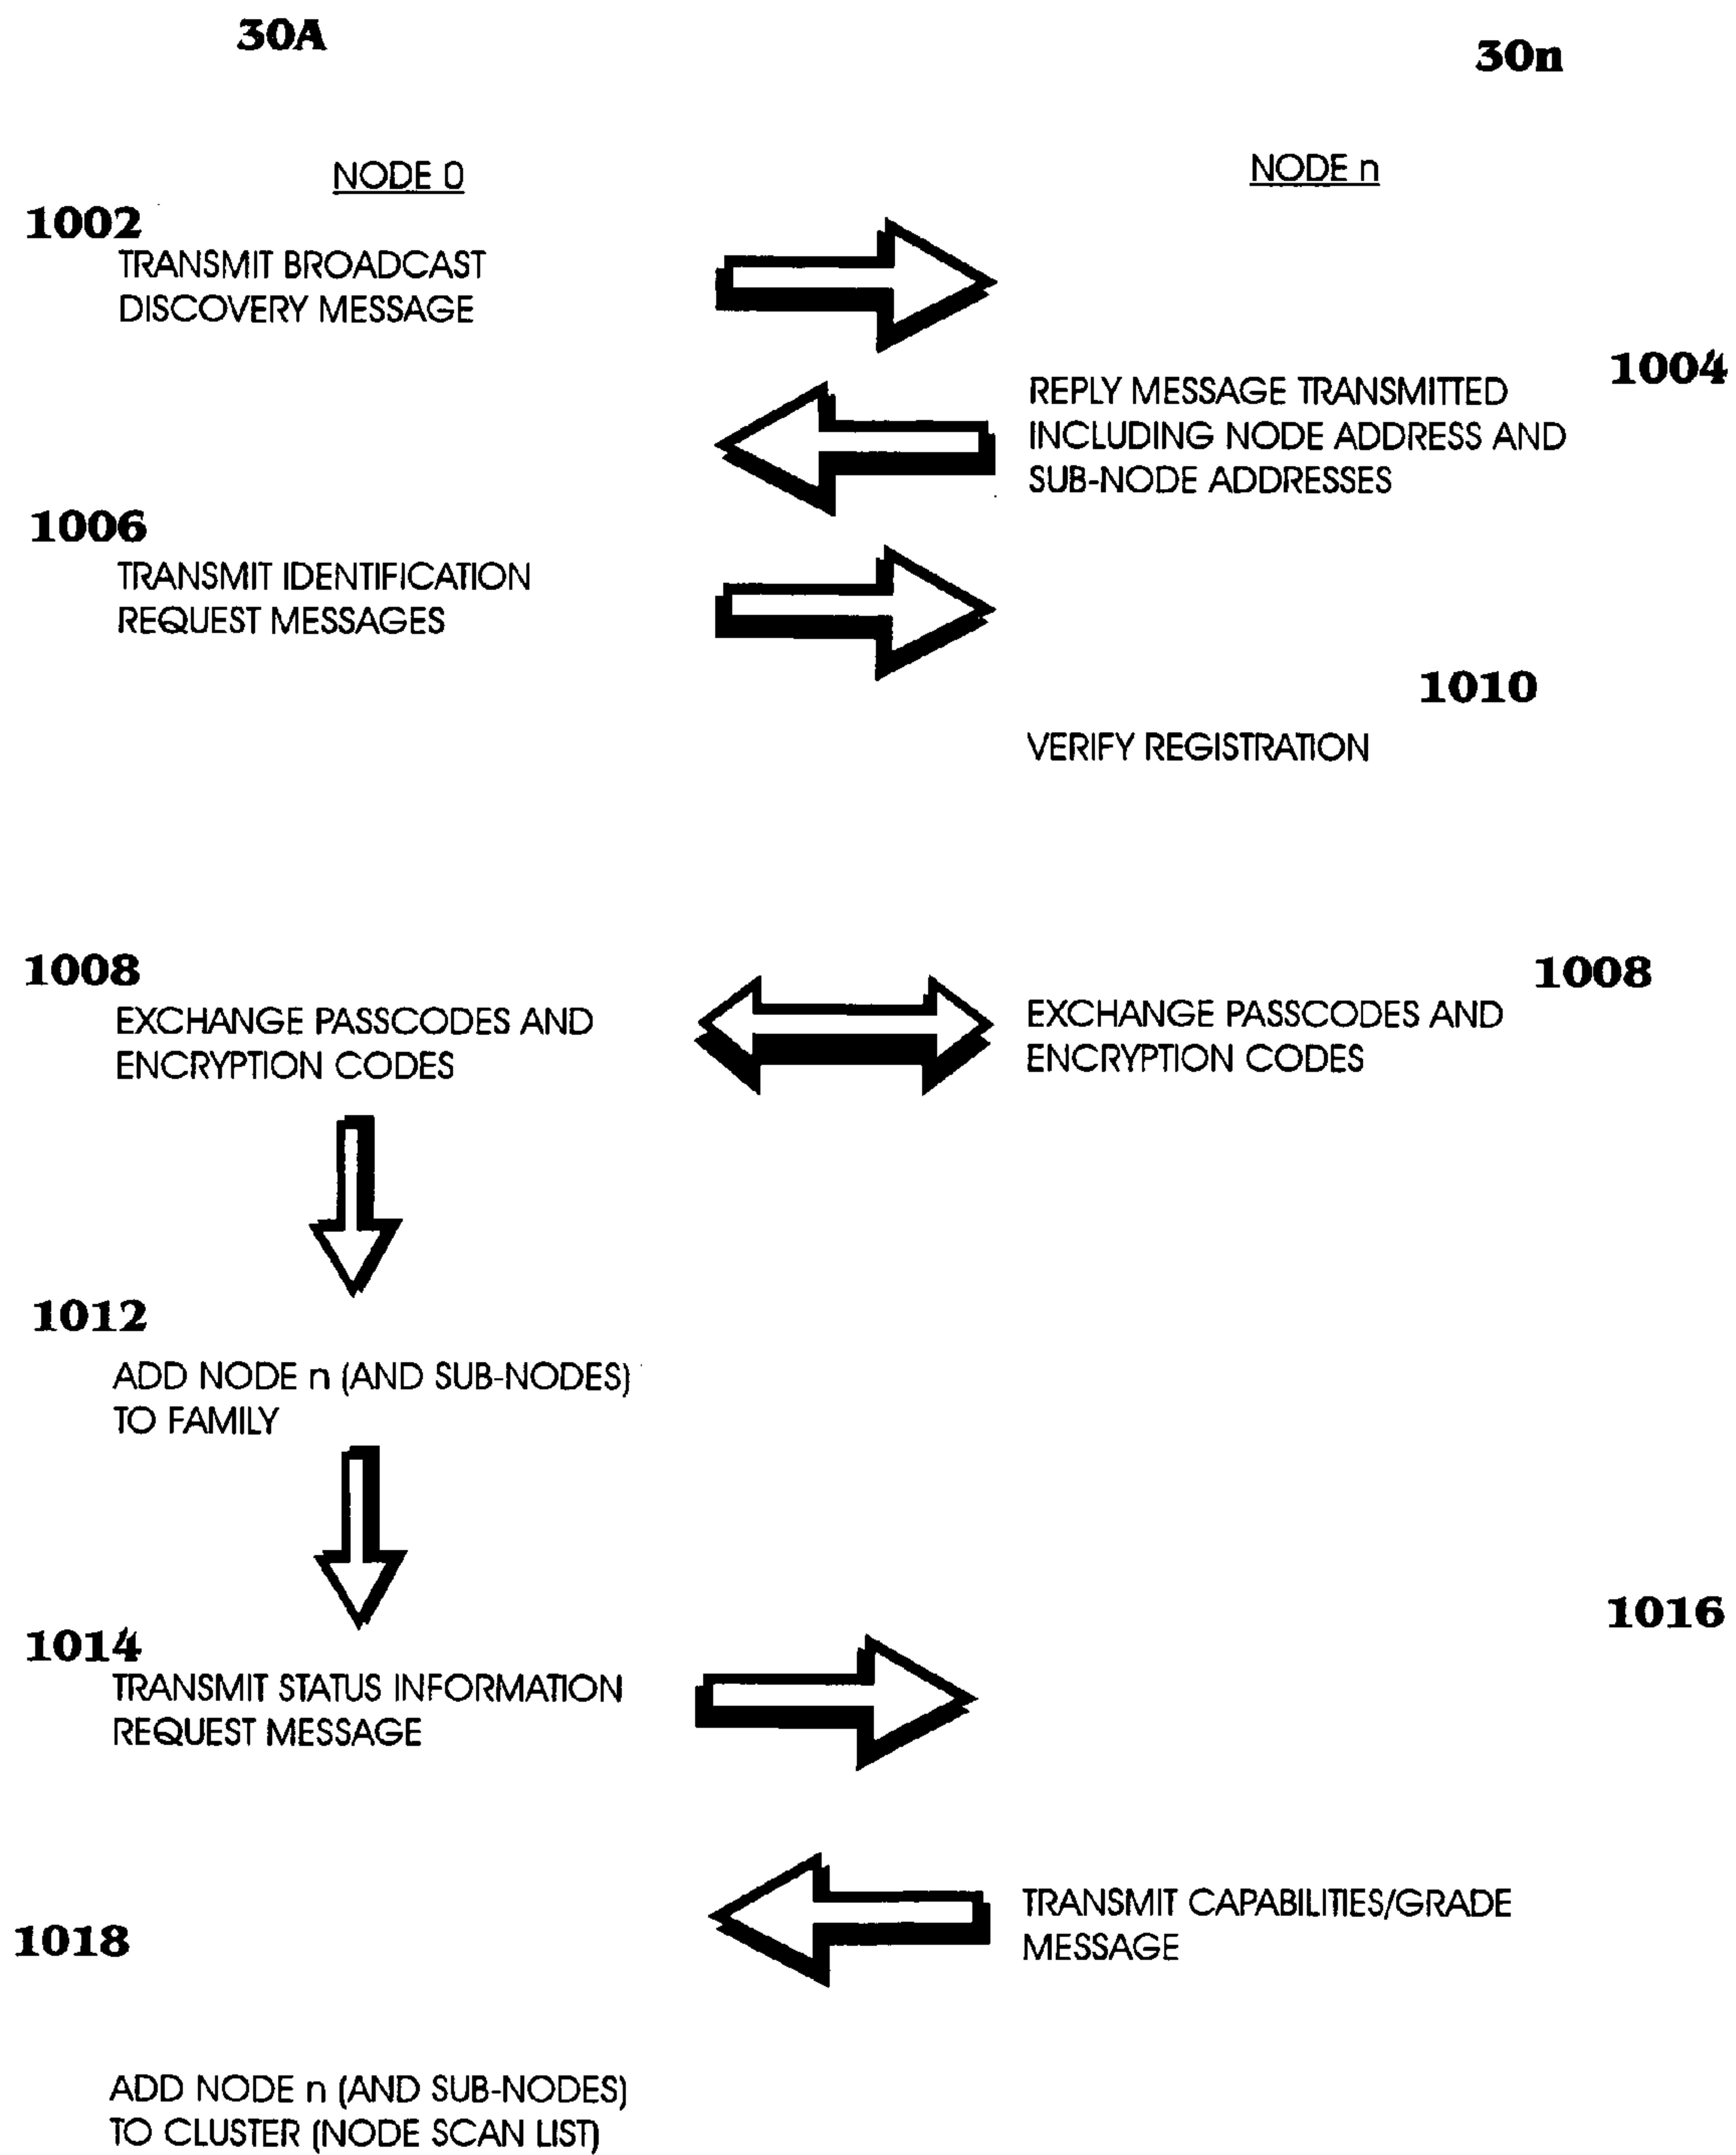 30A
30n
NODE 0
NODE n
1002
TRANSMIT BROADCAST
DISCOVERY MESSAGE
1004
REPLY MESSAGE TRANSMITTED
INCLUDING NODE ADDRESS AND
SUB-NODE ADDRESSES
1006
TRANSMIT IDENTIFICATION
REQUEST MESSAGES
1010
VERIFY REGISTRATION
1008
EXCHANGE PASSCODES AND
ENCRYPTION CODES
1008
EXCHANGE PASSCODES AND
ENCRYPTION CODES
1012
ADD NODE n (AND SUB-NODES)
TO FAMILY
1014
TRANSMIT STATUS INFORMATION
REQUEST MESSAGE
1016
TRANSMIT CAPABILITIES/GRADE
MESSAGE
1018
ADD NODE n (AND SUB-NODES)
TO CLUSTER (NODE SCAN LIST)